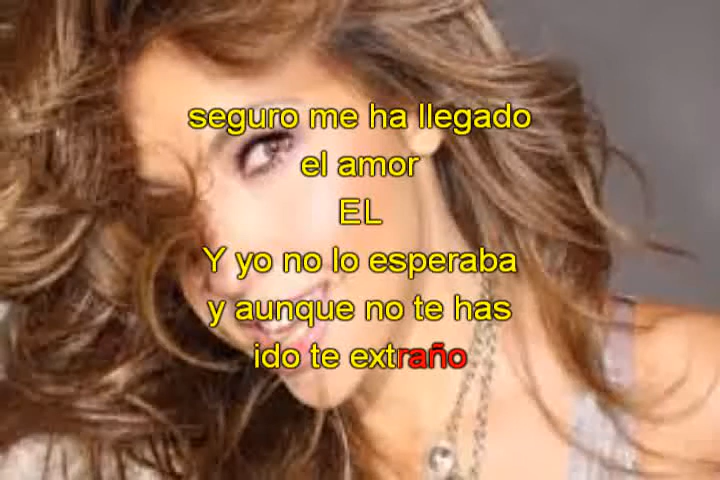 seguro me ha llegado
el amor
EL
Y yo no lo esperaba
y aunque no te has
ido te extraño